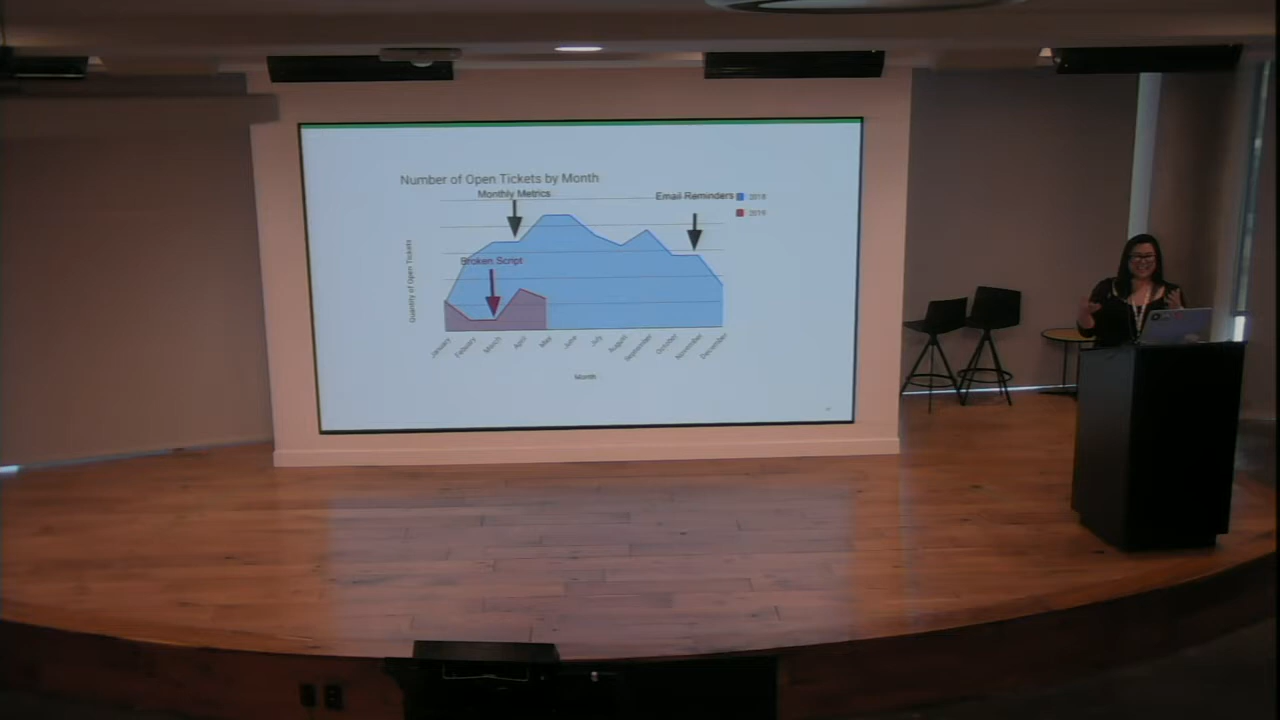 Number of Open Tickets by Month
Monthly Metrics
Email Reminders
2018
2019
Broken Script
Quantity of Open Tickets
January
February
March
April
May
June
July
August
September
October
November
December
Month